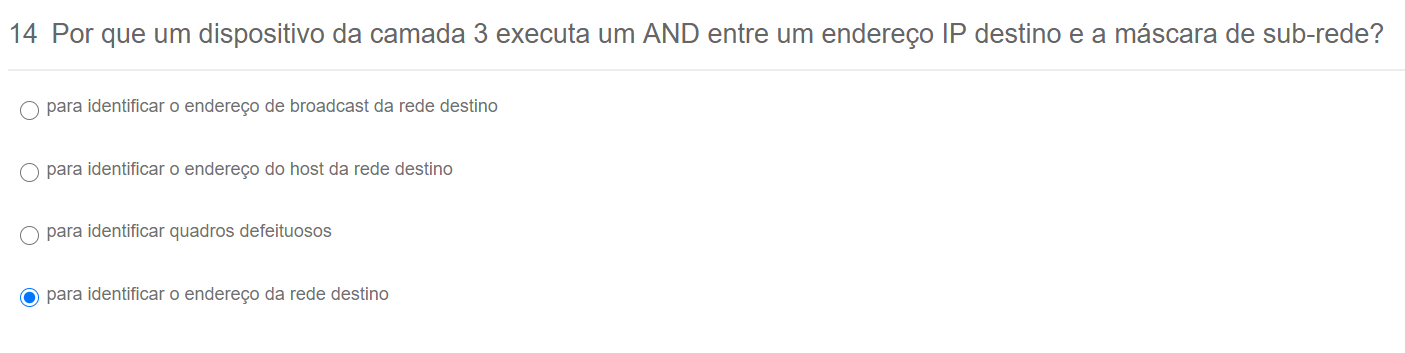 14 Por que um dispositivo da camada 3 executa um AND entre um endereço IP destino e a máscara de sub-rede?
para identificar o endereço de broadcast da rede destino
para identificar o endereço do host da rede destino
para identificar quadros defeituosos
para identificar o endereço da rede destino